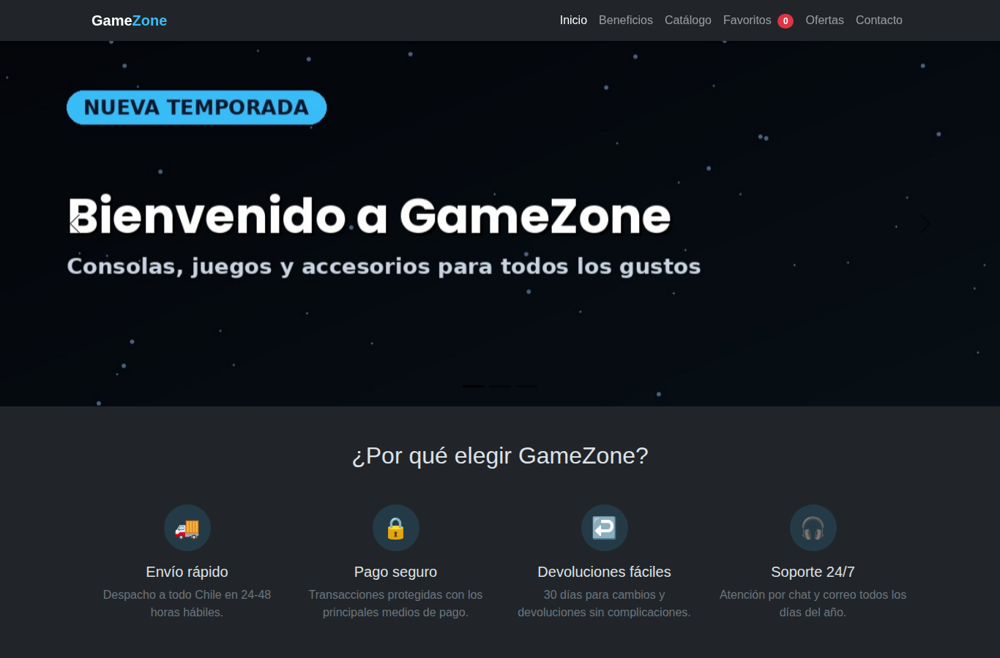 GameZone
Inicio Beneficios Catálogo Favoritos 0 Ofertas Contacto
NUEVA TEMPORADA
Bienvenido a GameZone
Consolas, juegos y accesorios para todos los gustos
¿Por qué elegir GameZone?
Envío rápido
Despacho a todo Chile en 24-48
horas hábiles.
Pago seguro
Transacciones protegidas con los
principales medios de pago.
Devoluciones fáciles
30 días para cambios y
devoluciones sin complicaciones.
Soporte 24/7
Atención por chat y correo todos los
días del año.